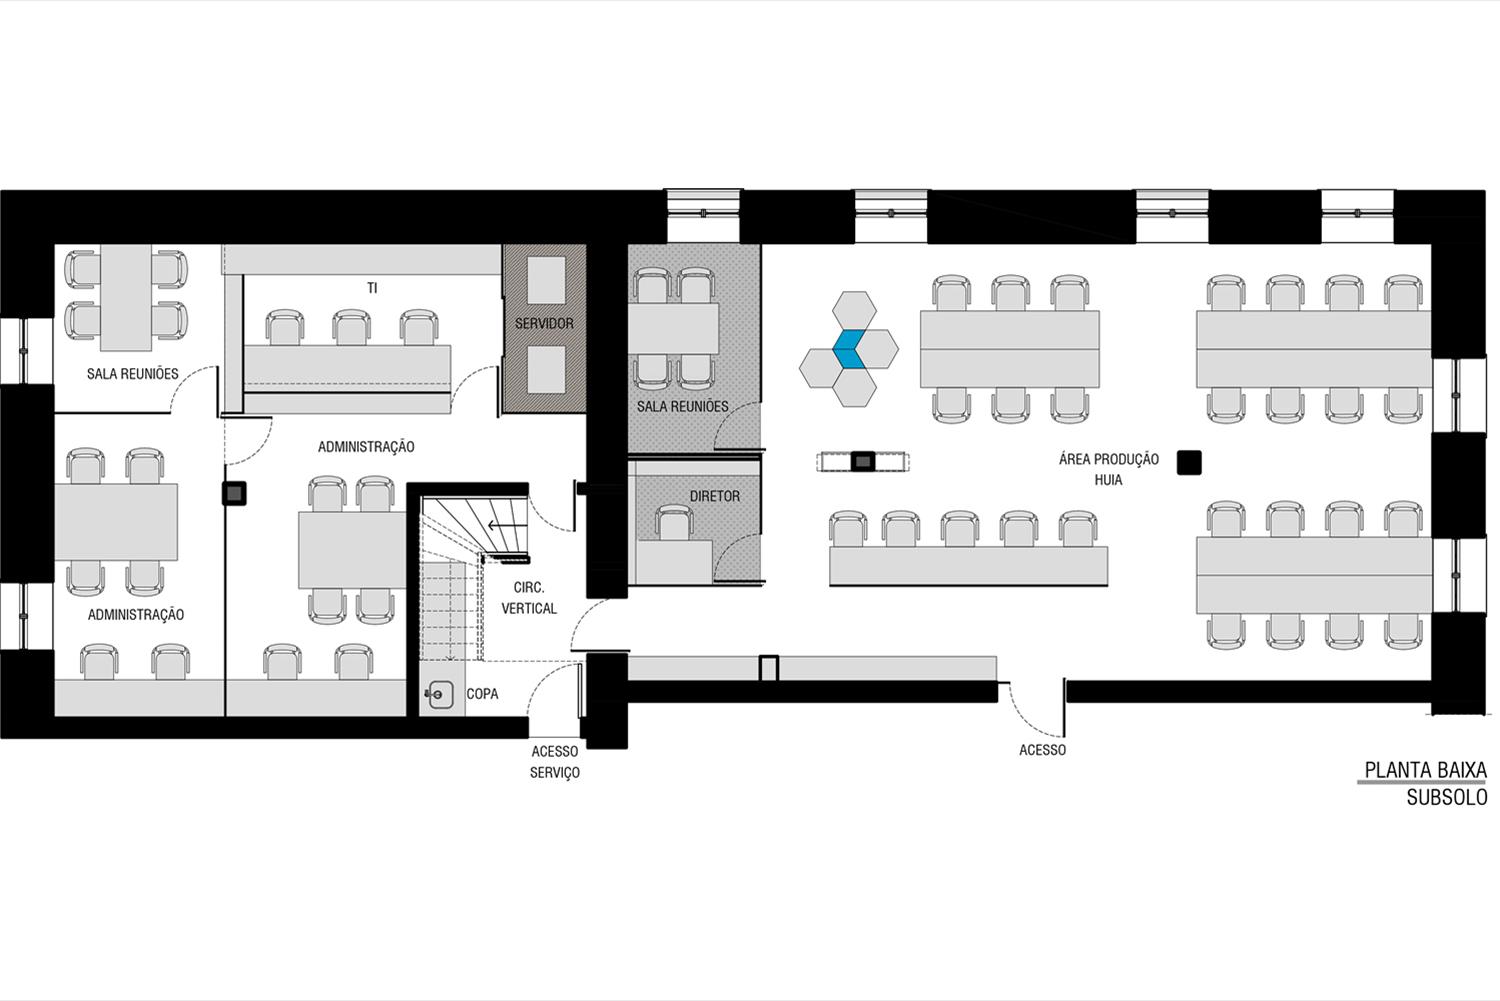 TI
SERVIDOR
SALA REUNIÕES
SALA REUNIÕES
ADMINISTRAÇÃO
ÁREA PRODUÇÃO
HUIA
DIRETOR
CIRC.
VERTICAL
ADMINISTRAÇÃO
COPA
ACESSO
SERVIÇO
ACESSO
PLANTA BAIXA
SUBSOLO